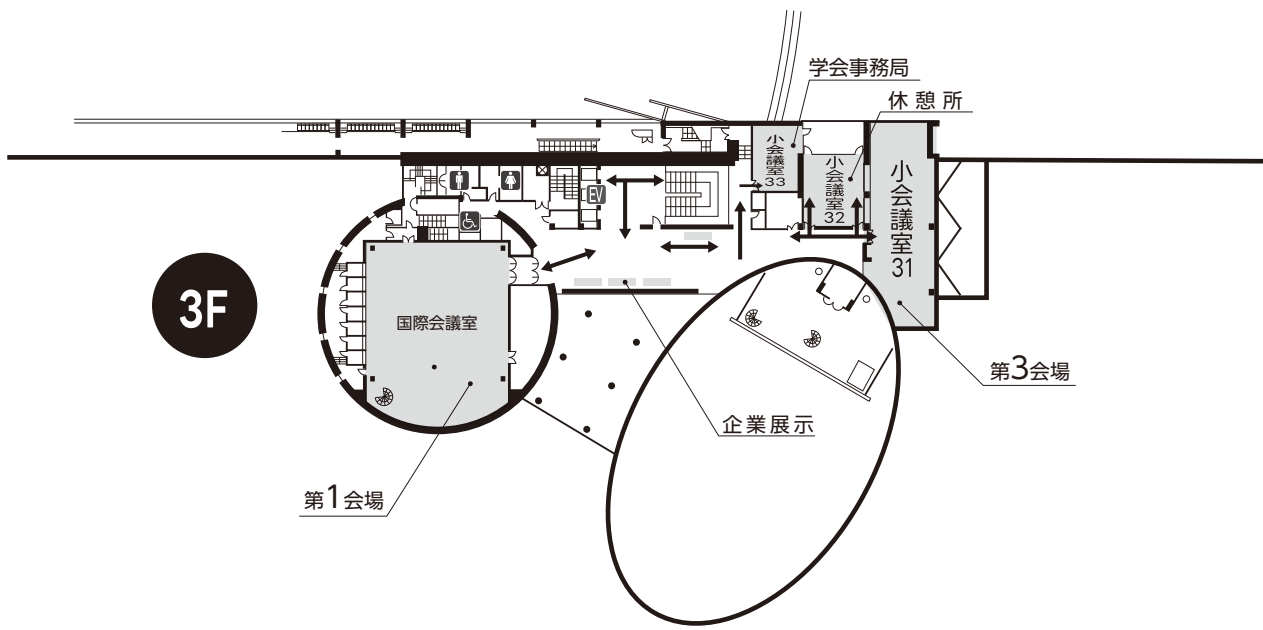 学会事務局
休憩所
小会議室33
小会議室32
小会議室31
EV
3F
国際会議室
第3会場
企業展示
第1会場